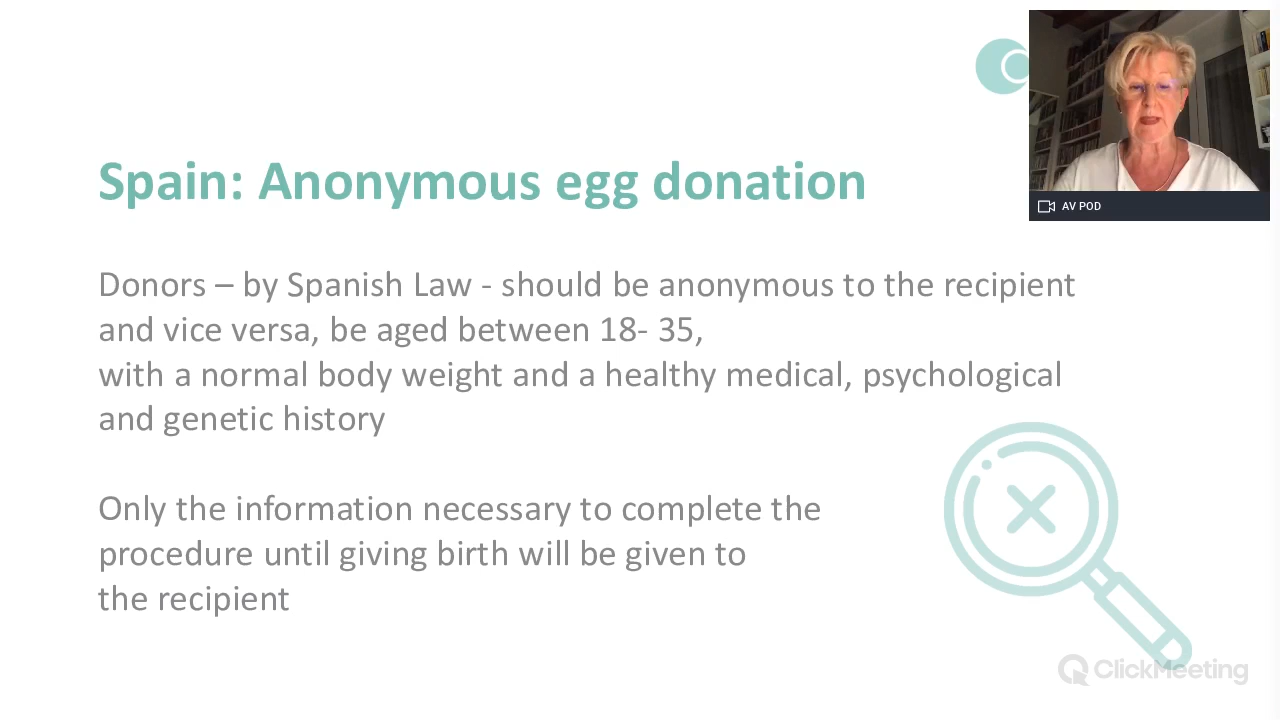 Spain: Anonymous egg donation
AV POD
Donors – by Spanish Law - should be anonymous to the recipient
and vice versa, be aged between 18- 35,
with a normal body weight and a healthy medical, psychological
and genetic history
Only the information necessary to complete the
procedure until giving birth will be given to
the recipient
ClickMeeting